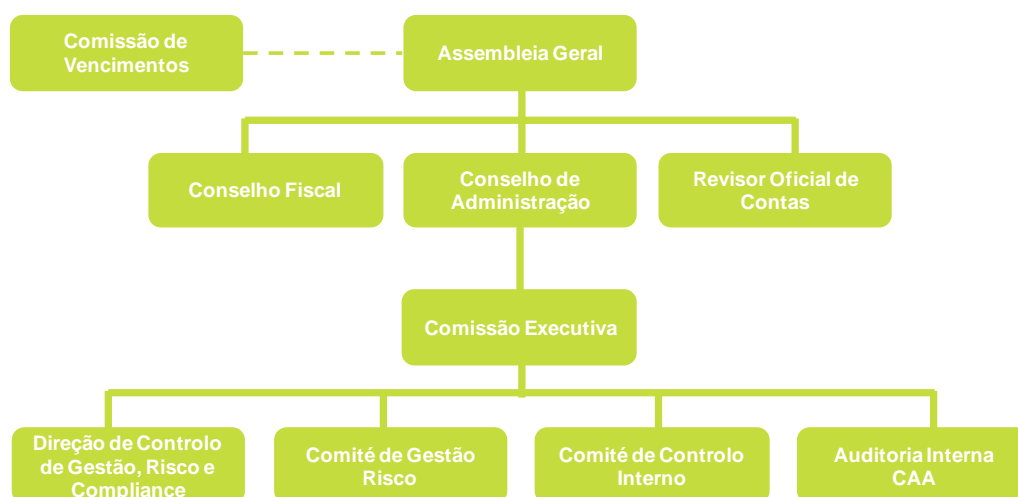 Comissão de
Vencimentos
Assembleia Geral
Conselho Fiscal
Conselho de
Administração
Revisor Oficial de
Contas
Comissão Executiva
Direção de Controlo
de Gestão, Risco e
Compliance
Comité de Gestão
Risco
Comité de Controlo
Interno
Auditoria Interna
CAA